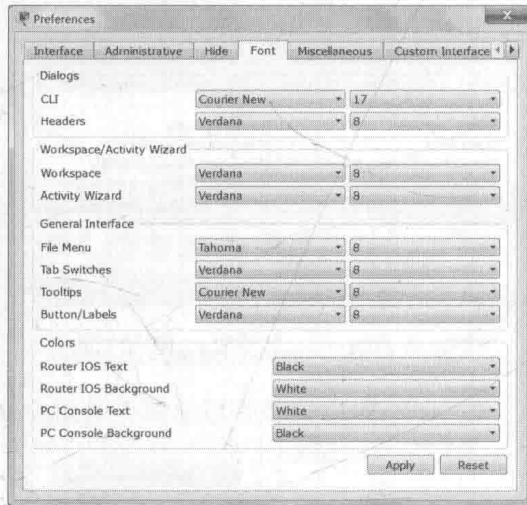 Preferences
Interface Administrative Hide Font Miscellaneous Custom Interface
Dialogs
CLI Courier New 17
Headers Verdana 8
Workspace/Activity Wizard
Workspace Verdana 8
Activity Wizard Verdana 8
General Interface
File Menu Tahoma 8
Tab Switches Verdana 8
Tooltips Courier New 8
Button/Labels Verdana 8
Colors
Router IOS Text Black
Router IOS Background White
PC Console Text White
PC Console Background Black
Apply Reset